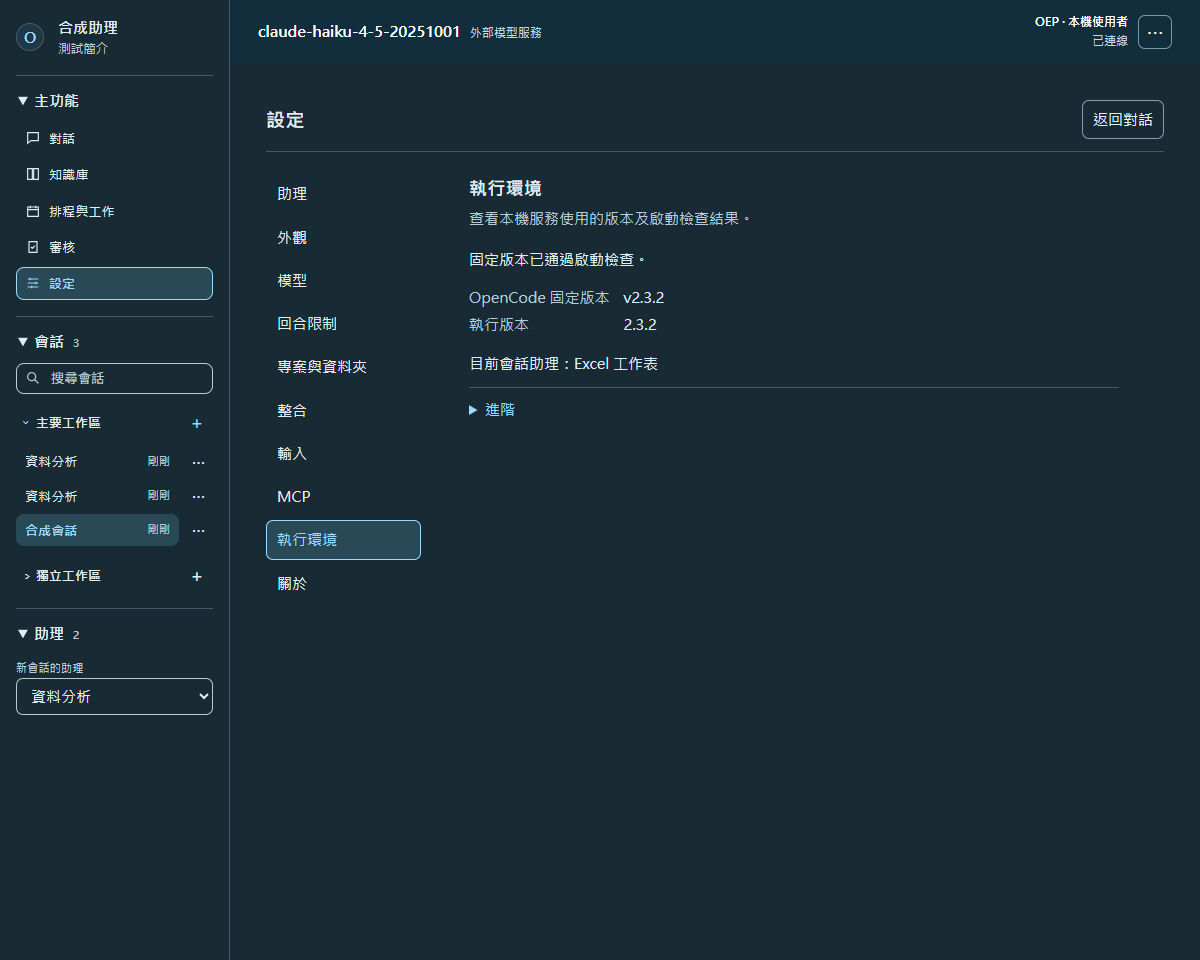 O
合成助理
測試簡介
▼ 主功能
對話
知識庫
排程與工作
審核
設定
▼ 會話 3
搜尋會話
主要工作區 +
資料分析 剛剛 ...
資料分析 剛剛 ...
合成會話 剛剛 ...
獨立工作區 +
▼ 助理 2
新會話的助理
資料分析
claude-haiku-4-5-20251001 外部模型服務
OEP · 本機使用者
已連線
...
設定
返回對話
助理
外觀
模型
回合限制
專案與資料夾
整合
輸入
MCP
執行環境
關於
執行環境
查看本機服務使用的版本及啟動檢查結果。
固定版本已通過啟動檢查。
OpenCode 固定版本 v2.3.2
執行版本 2.3.2
目前會話助理：Excel 工作表
▶ 進階